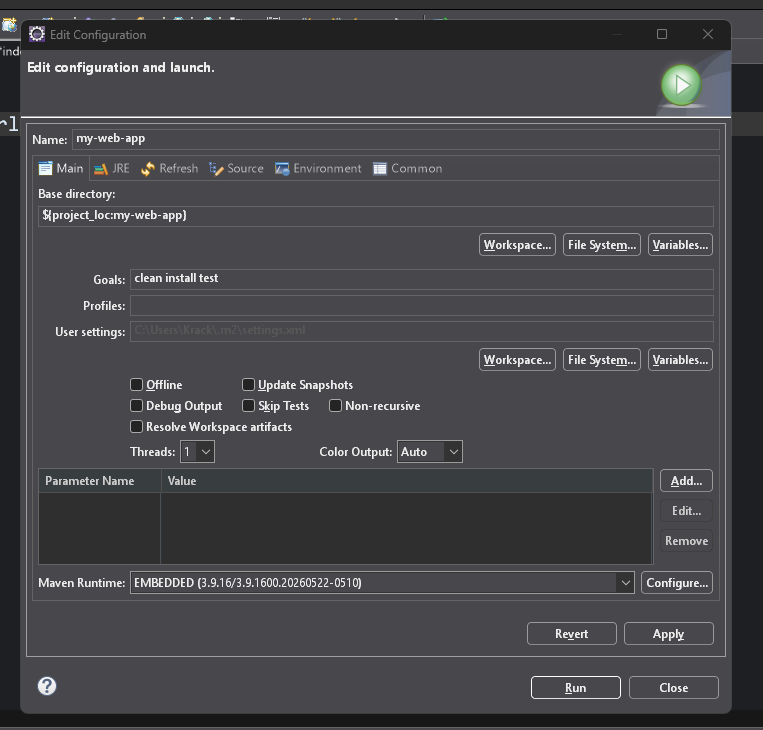 Edit Configuration
Edit configuration and launch.
Name: my-web-app
Main JRE Refresh Source Environment Common
Base directory:
${project_loc:my-web-app}
Workspace... File System... Variables...
Goals: clean install test
Profiles:
User settings: C:\Users\Krack\.m2\settings.xml
Workspace... File System... Variables...
Offline Update Snapshots
Debug Output Skip Tests Non-recursive
Resolve Workspace artifacts
Threads: 1 Color Output: Auto
Parameter Name Value Add...
Edit...
Remove
Maven Runtime: EMBEDDED (3.9.16/3.9.1600.20260522-0510) Configure...
Revert Apply
? Run Close